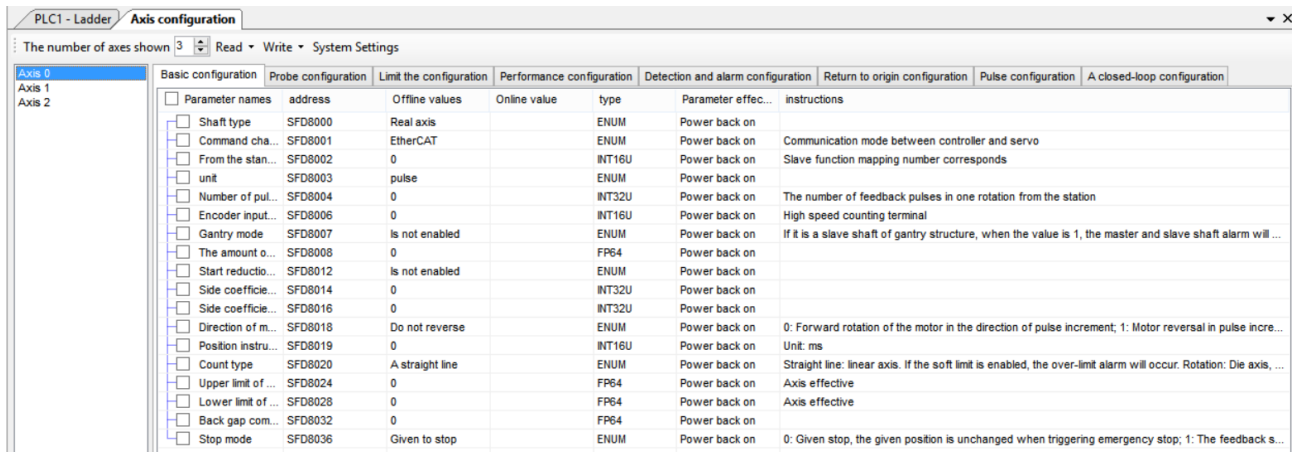 PLC1 - Ladder Axis configuration
The number of axes shown 3 Read Write System Settings
Axis 0
Axis 1
Axis 2
Basic configuration Probe configuration Limit the configuration Performance configuration Detection and alarm configuration Return to origin configuration Pulse configuration A closed-loop configuration
Parameter names address Offline values Online value type Parameter effec... instructions
Shaft type SFD8000 Real axis ENUM Power back on
Command cha... SFD8001 EtherCAT ENUM Power back on Communication mode between controller and servo
From the stan... SFD8002 0 INT16U Power back on Slave function mapping number corresponds
unit SFD8003 pulse ENUM Power back on
Number of pul... SFD8004 0 INT32U Power back on The number of feedback pulses in one rotation from the station
Encoder input... SFD8006 0 INT16U Power back on High speed counting terminal
Gantry mode SFD8007 Is not enabled ENUM Power back on If it is a slave shaft of gantry structure, when the value is 1, the master and slave shaft alarm will ...
The amount o... SFD8008 0 FP64 Power back on
Start reductio... SFD8012 Is not enabled ENUM Power back on
Side coefficie... SFD8014 0 INT32U Power back on
Side coefficie... SFD8016 0 INT32U Power back on
Direction of m... SFD8018 Do not reverse ENUM Power back on 0: Forward rotation of the motor in the direction of pulse increment; 1: Motor reversal in pulse incre...
Position instru... SFD8019 0 INT16U Power back on Unit: ms
Count type SFD8020 A straight line ENUM Power back on Straight line: linear axis. If the soft limit is enabled, the over-limit alarm will occur. Rotation: Die axis, ...
Upper limit of ... SFD8024 0 FP64 Power back on Axis effective
Lower limit of ... SFD8028 0 FP64 Power back on Axis effective
Back gap com... SFD8032 0 FP64 Power back on
Stop mode SFD8036 Given to stop ENUM Power back on 0: Given stop, the given position is unchanged when triggering emergency stop; 1: The feedback s...